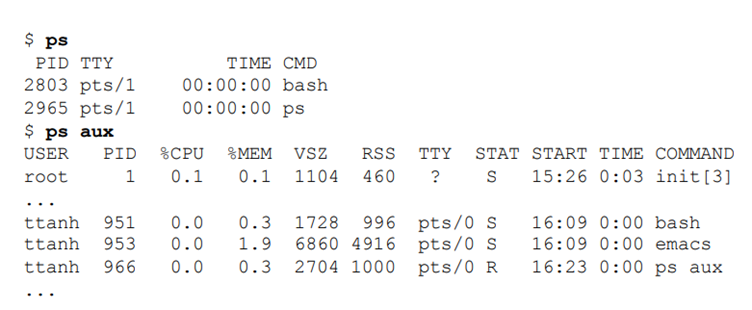 $ ps
PID TTY TIME CMD
2803 pts/1 00:00:00 bash
2965 pts/1 00:00:00 ps
$ ps aux
USER PID %CPU %MEM VSZ RSS TTY STAT START TIME COMMAND
root 1 0.1 0.1 1104 460 ? S 15:26 0:03 init[3]
...
ttanh 951 0.0 0.3 1728 996 pts/0 S 16:09 0:00 bash
ttanh 953 0.0 1.9 6860 4916 pts/0 S 16:09 0:00 emacs
ttanh 966 0.0 0.3 2704 1000 pts/0 R 16:23 0:00 ps aux
...